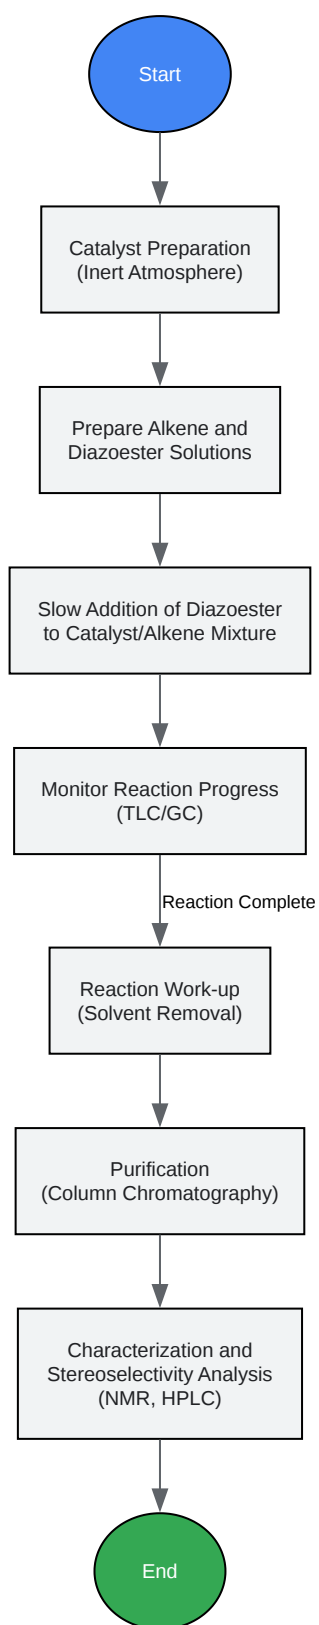 Start
Catalyst Preparation
(Inert Atmosphere)
Prepare Alkene and
Diazoester Solutions
Slow Addition of Diazoester
to Catalyst/Alkene Mixture
Monitor Reaction Progress
(TLC/GC)
Reaction Complete
Reaction Work-up
(Solvent Removal)
Purification
(Column Chromatography)
Characterization and
Stereoselectivity Analysis
(NMR, HPLC)
End